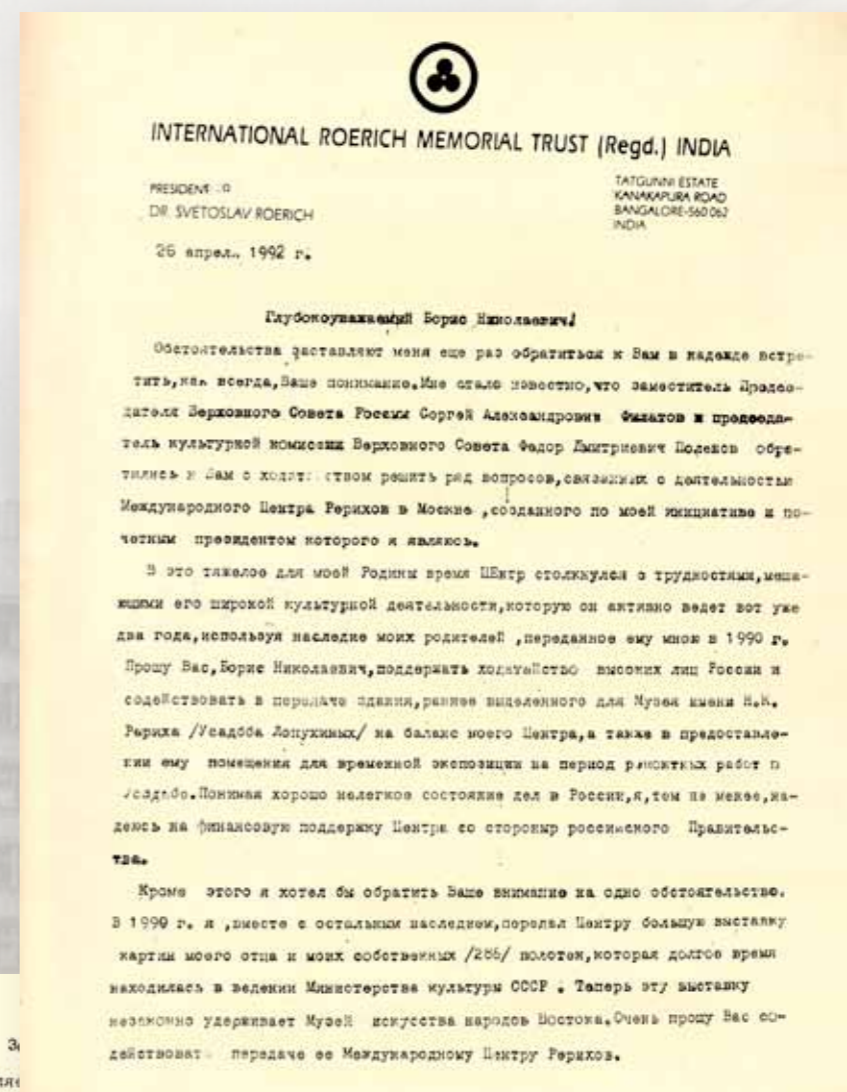 INTERNATIONAL ROERICH MEMORIAL TRUST (Regd.) INDIA
PRESIDENT
DR. SVETOSLAV ROERICH
TATGUNNI ESTATE
KANAKAPURA ROAD
BANGALORE-560 062
INDIA
26 апрел. 1992 г.
Глубокоуважаемый Борис Николаевич!
Обстоятельства заставляют меня еще раз обратиться к Вам в надежде встре-
тить,как всегда,Ваше понимание.Мне стало известно,что заместитель Предсе-
дателя Верховного Совета России Сергей Александрович Филатов и председа-
тель культурной комиссии Верховного Совета Федор Дмитриевич Поленов обра-
тились к Вам с ходат ством решить ряд вопросов,связанных с деятельностью
Международного Центра Рерихов в Москве ,созданного по моей инициативе и по-
четным президентом которого я являюсь.
В это тяжелое для моей Родины время ЦЕнтр столкнулся с трудностями,меша-
ющими его широкой культурной деятельности,которую он активно ведет вот уже
два года,используя наследие моих родителей ,переданное ему мною в 1990 г.
Прошу Вас,Борис Николаевич,поддержать высоких лиц России и
содействовать в передаче здания,раннее выделенного для Музея имени Н.К.
Рериха /Усадьба Лопухиных/ на баланс моего Центра,а также в предоставле-
нии ему помещения для временной экспозиции на период работ в
Усадьбе.Понимая хорошо нелегкое состояние дел в России,я,тем не менее,на-
деюсь на финансовую поддержку Центра со стороныр российского Правительс-
тва.
Кроме этого я хотел бы обратить Ваше внимание на одно обстоятельство.
В 1990 г. я ,вместе с остальным наследием,передал Центру большую выставку
картин моего отца и моих собственных /286/ полотен,которая долгое время
находилась в ведении Министерства культуры СССР . Теперь эту выставку
незаконно удерживает Музей искусства народов Востока.Очень прошу Вас со-
действоват передаче ее Международному Центру Рерихов.